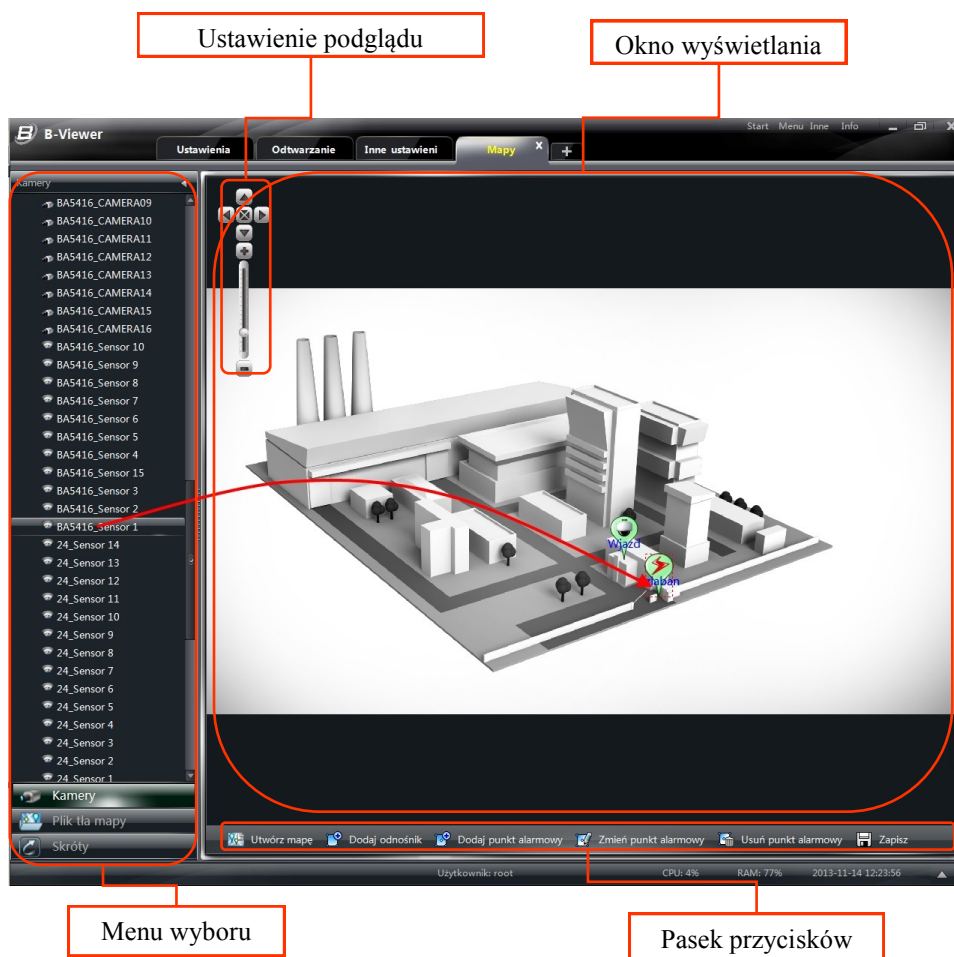 Ustawienie podglądu
Okno wyświetlania
B-Viewer
Start Menu Inne Info
Ustawienia Odtwarzanie Inne ustawieni Mapy X +
Kamery
BA5416_CAMERA09
BA5416_CAMERA10
BA5416_CAMERA11
BA5416_CAMERA12
BA5416_CAMERA13
BA5416_CAMERA14
BA5416_CAMERA15
BA5416_CAMERA16
BA5416_Sensor 10
BA5416_Sensor 9
BA5416_Sensor 8
BA5416_Sensor 7
BA5416_Sensor 6
BA5416_Sensor 5
BA5416_Sensor 4
BA5416_Sensor 15
BA5416_Sensor 3
BA5416_Sensor 2
BA5416_Sensor 1
24_Sensor 14
24_Sensor 13
24_Sensor 12
24_Sensor 11
24_Sensor 10
24_Sensor 9
24_Sensor 8
24_Sensor 7
24_Sensor 6
24_Sensor 5
24_Sensor 4
24_Sensor 3
24_Sensor 2
24_Sensor 1
Wjazd
Kamery
Plik tła mapy
Skróty
Utwórz mapę Dodaj odnośnik Dodaj punkt alarmowy Zmień punkt alarmowy Usuń punkt alarmowy Zapisz
Użytkownik: root CPU: 4% RAM: 77% 2013-11-14 12:23:56
Menu wyboru
Pasek przycisków